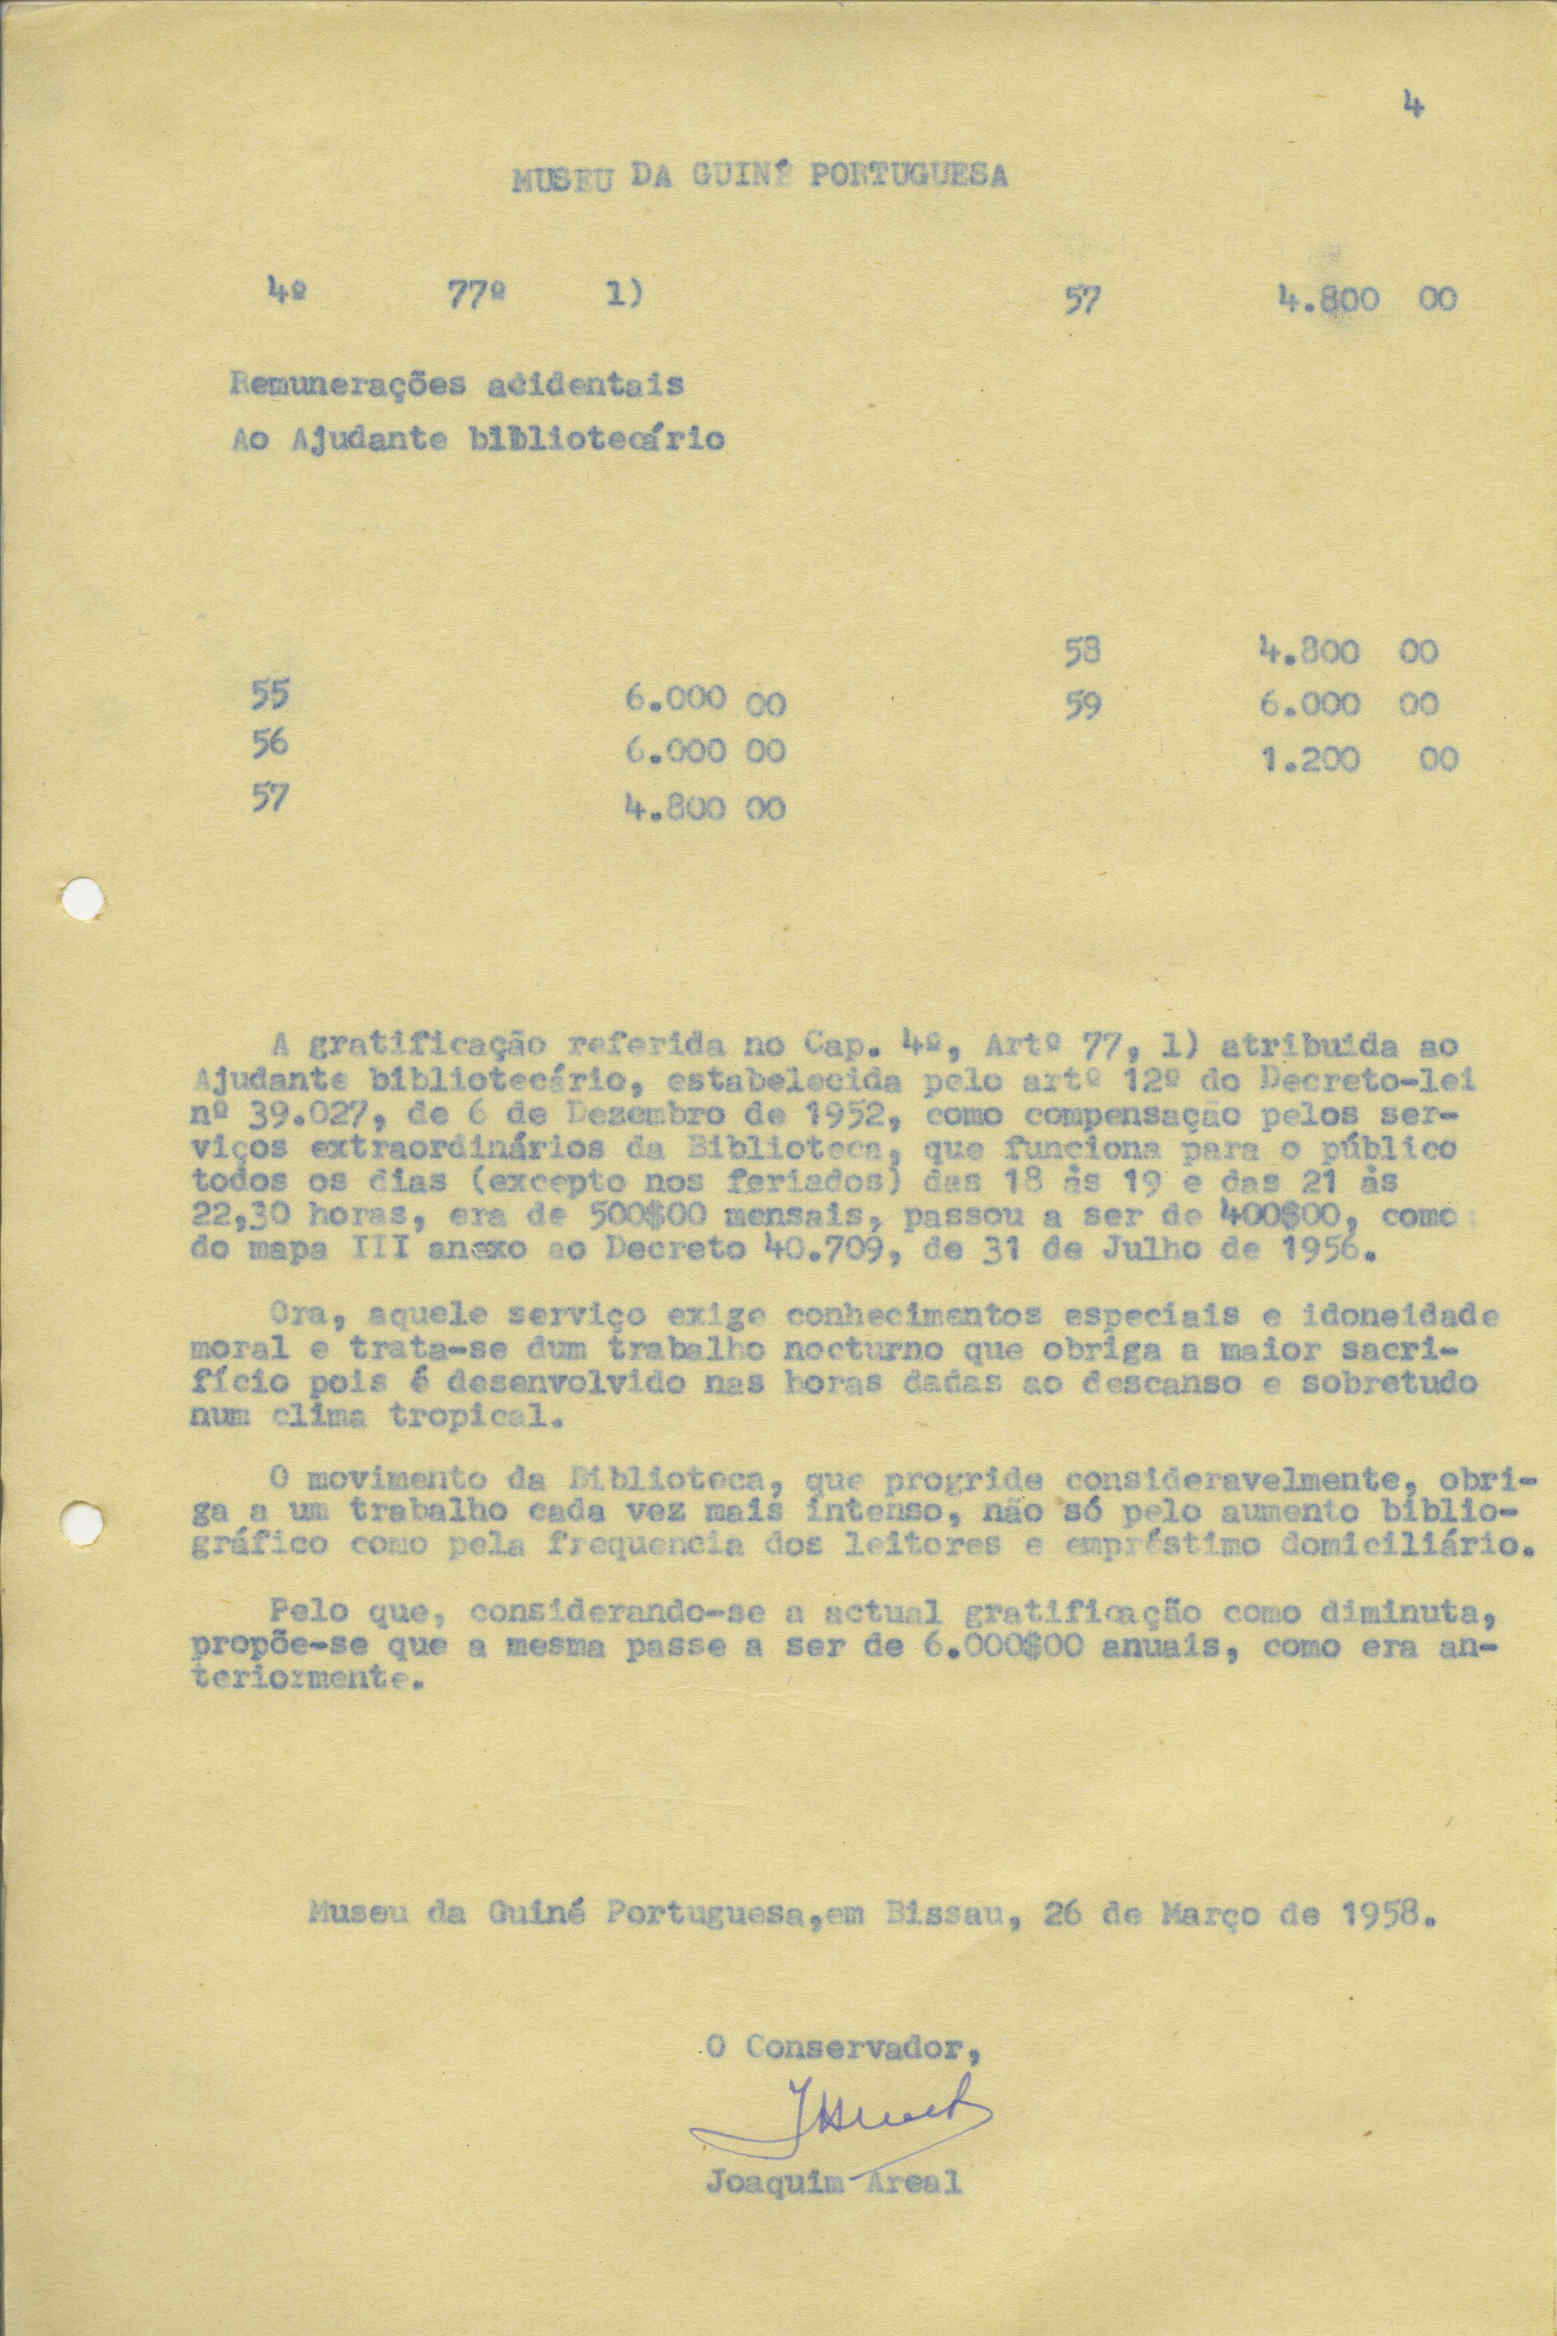 4
MUSEU DA GUINÉ PORTUGUESA
4º 77º 1) 57 4.800 00
Remunerações acidentais
Ao Ajudante bibliotecário
58 4.800 00
55 6.000 00 59 6.000 00
56 6.000 00 1.200 00
57 4.800 00
A gratificação referida no Cap. 4º, Artº 77, 1) atribuida ao
Ajudante bibliotecário, estabelecida pelo artº 12º do Decreto-lei
nº 39.027, de 6 de Dezembro de 1952, como compensação pelos ser-
viços extraordinários da Biblioteca, que funciona para o público
todos os dias (excepto nos feriados) das 18 ás 19 e das 21 ás
22,30 horas, era de 500$00 mensais, passou a ser de 400$00, como
do mapa III anexo ao Decreto 40.709, de 31 de Julho de 1956.
Ora, aquele serviço exige conhecimentos especiais e idoneidade
moral e trata-se dum trabalho nocturno que obriga a maior sacri-
fício pois é desenvolvido nas horas dadas ao descanso e sobretudo
num clima tropical.
O movimento da Biblioteca, que progride consideravelmente, obri-
ga a um trabalho cada vez mais intenso, não só pelo aumento biblio-
gráfico como pela frequencia dos leitores e empréstimo domiciliário.
Pelo que, considerando-se a actual gratificação como diminuta,
propõe-se que a mesma passe a ser de 6.000$00 anuais, como era an-
teriormente.
Museu da Guiné Portuguesa,em Bissau, 26 de Março de 1958.
O Conservador,
Joaquim Areal